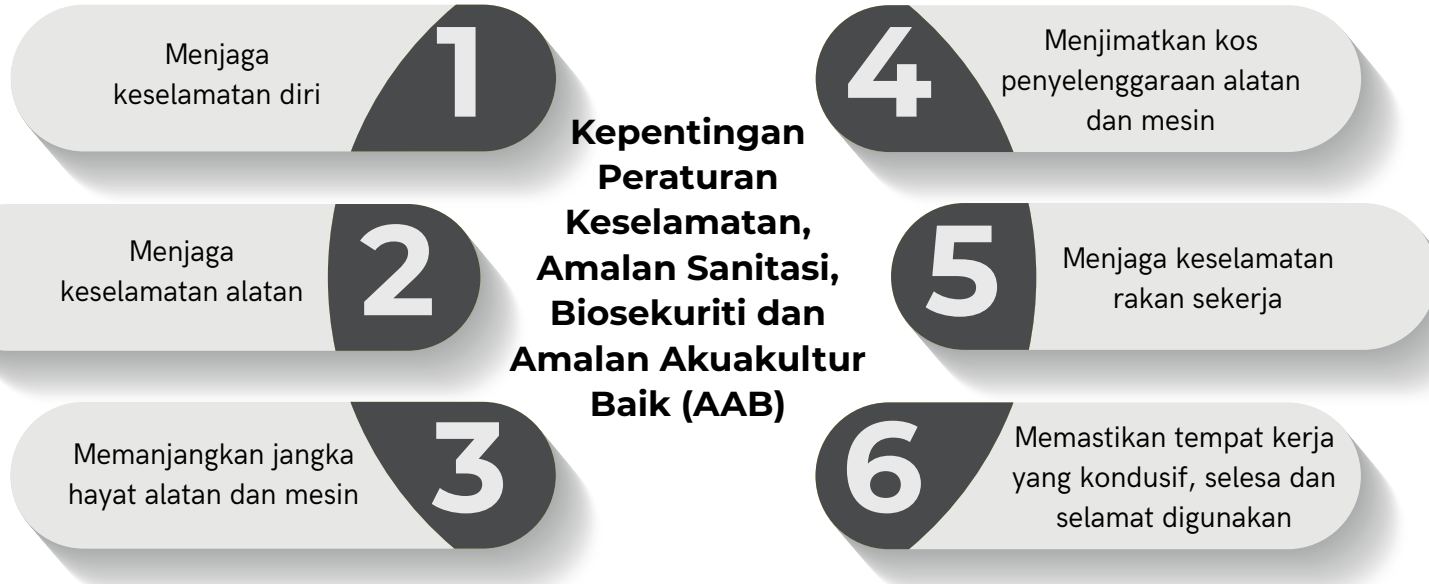 Menjaga
keselamatan diri
1
Menjaga
keselamatan alatan
2
Memanjangkan jangka
hayat alatan dan mesin
3
Kepentingan
Peraturan
Keselamatan,
Amalan Sanitasi,
Biosekuriti dan
Amalan Akuakultur
Baik (AAB)
4
Menjimatkan kos
penyelenggaraan alatan
dan mesin
5
Menjaga keselamatan
rakan sekerja
6
Memastikan tempat kerja
yang kondusif, selesa dan
selamat digunakan